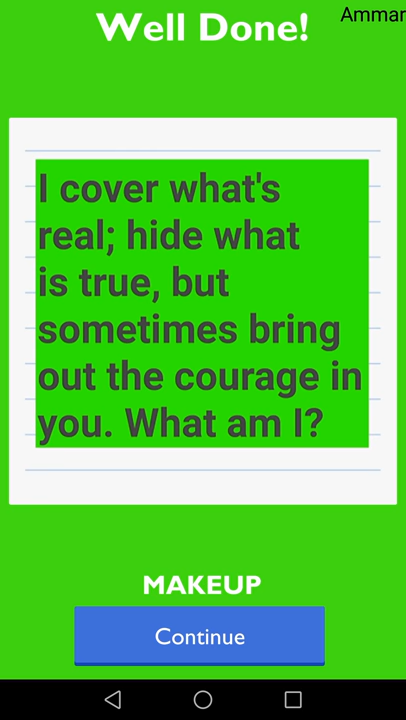 Well Done!
Ammar
I cover what's
real; hide what
is true, but
sometimes bring
out the courage in
you. What am I?
MAKEUP
Continue